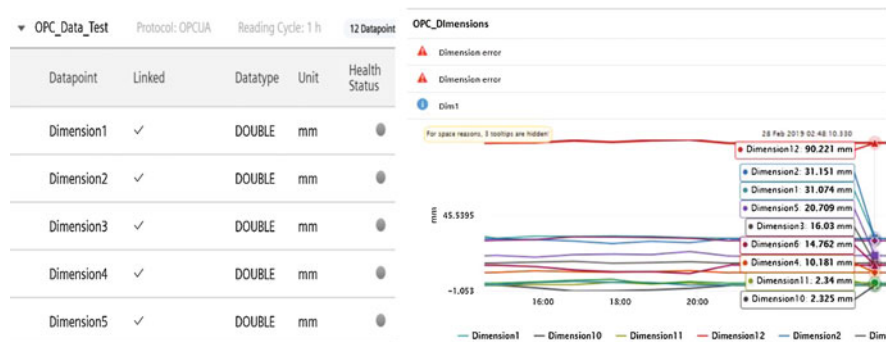 OPC_Data_Test Protocol: OPCUA Reading Cycle: 1 h 12 Datapoint
Datapoint Linked Datatype Unit Health Status
Dimension1 ✓ DOUBLE mm
Dimension2 ✓ DOUBLE mm
Dimension3 ✓ DOUBLE mm
Dimension4 ✓ DOUBLE mm
Dimension5 ✓ DOUBLE mm
OPC_Dimensions
Dimension error
Dimension error
Dim1
For space reasons, 3 tooltips are hidden!
28 Feb 2019 02:48:10.330
Dimension12: 90.221 mm
Dimension2: 31.151 mm
Dimension1: 31.074 mm
Dimension5: 20.709 mm
Dimension3: 16.03 mm
Dimension6: 14.762 mm
Dimension4: 10.181 mm
Dimension11: 2.34 mm
Dimension10: 2.325 mm
mm
45.5395
-1.053
16:00 18:00 20:00
Dimension1 Dimension10 Dimension11 Dimension12 Dimension2 Dim